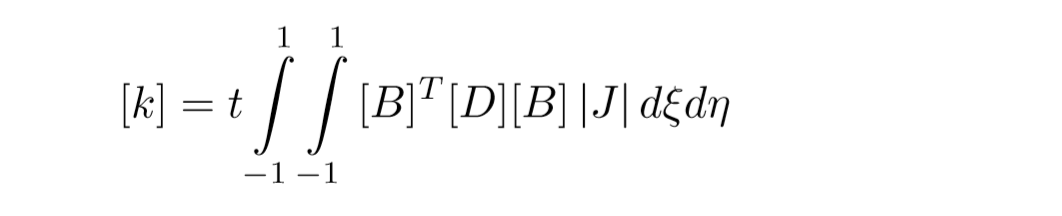 [k] = t ∫_{-1}^{1} ∫_{-1}^{1} [B]^T [D][B] |J| dξdη